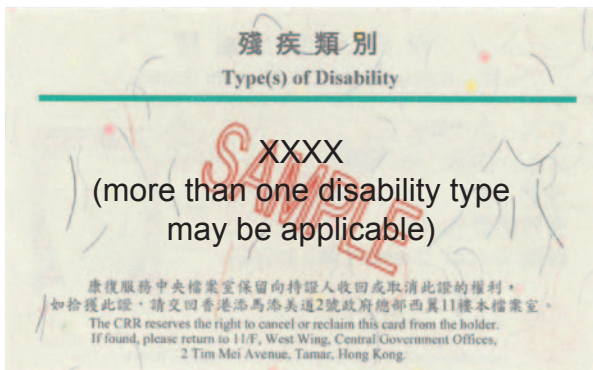 殘疾類別
Type(s) of Disability
XXXX
SAMPLE
(more than one disability type
may be applicable)
康復服務中央檔案室保留向持證人收回或取消此證的權利。
如拾獲此證，請交回香港添馬添美道2號政府總部西翼11樓本檔案室。
The CRR reserves the right to cancel or reclaim this card from the holder.
If found, please return to 11/F, West Wing, Central Government Offices,
2 Tim Mei Avenue, Tamar, Hong Kong.